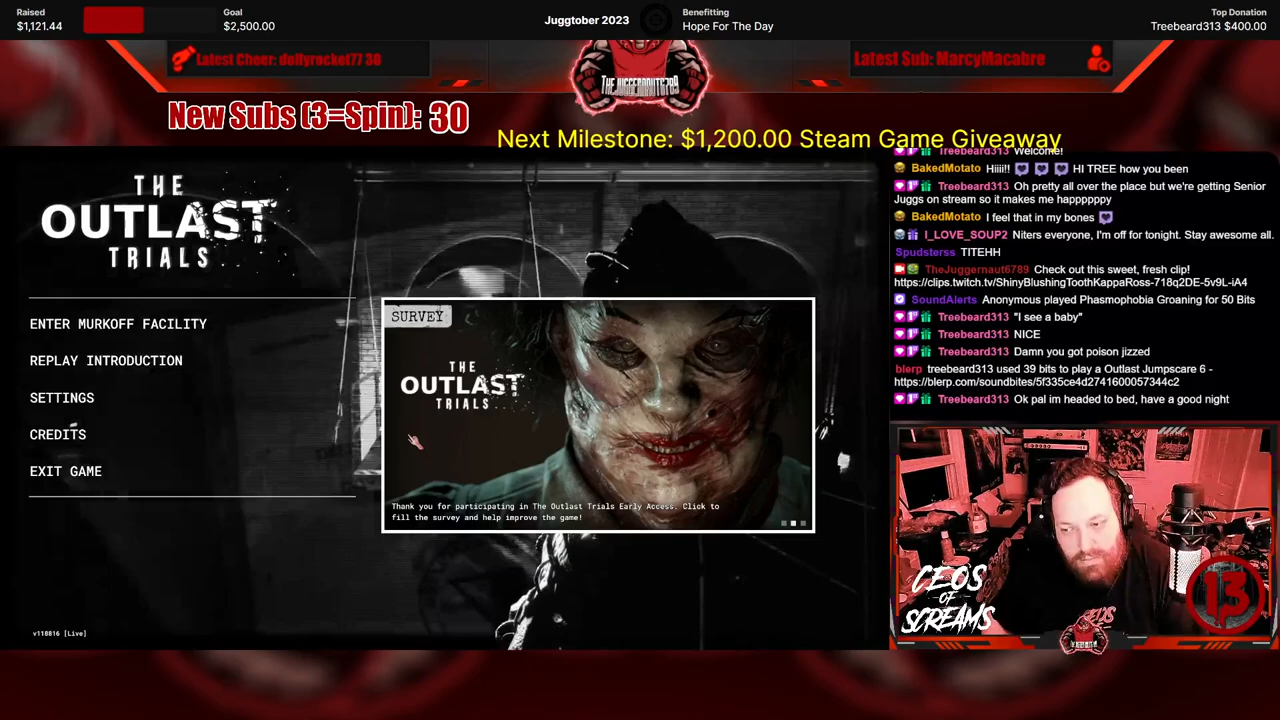 Raised
$1,121.44
Goal
$2,500.00
Juggtober 2023
Benefitting
Hope For The Day
Top Donation
Treebeard313 $400.00
Latest Cheer: dollyrocket77 30
THEJUGGERNAUT6789
Latest Sub: MarcyMacabre
New Subs (3=Spin): 30
Next Milestone: $1,200.00 Steam Game Giveaway
THE
OUTLAST
TRIALS
ENTER MURKOFF FACILITY
REPLAY INTRODUCTION
SETTINGS
CREDITS
EXIT GAME
v118816 [Live]
SURVEY
THE
OUTLAST
TRIALS
Thank you for participating in The Outlast Trials Early Access. Click to
fill the survey and help improve the game!
Treebeard313 Welcome!
BakedMotato Hiiii!! HI TREE how you been
Treebeard313 Oh pretty all over the place but we're getting Senior
Juggs on stream so it makes me happppppy
BakedMotato I feel that in my bones
I_LOVE_SOUP2 Niters everyone, I'm off for tonight. Stay awesome all.
Spudsterss TITEHH
TheJuggernaut6789 Check out this sweet, fresh clip!
https://clips.twitch.tv/ShinyBlushingToothKappaRoss-718q2DE-5v9L-iA4
SoundAlerts Anonymous played Phasmophobia Groaning for 50 Bits
Treebeard313 "I see a baby"
Treebeard313 NICE
Treebeard313 Damn you got poison jizzed
blerp treebeard313 used 39 bits to play a Outlast Jumpscare 6 -
https://blerp.com/soundbites/5f335ce4d2741600057344c2
Treebeard313 Ok pal im headed to bed, have a good night
CEOS
OF
SCREAMS
13